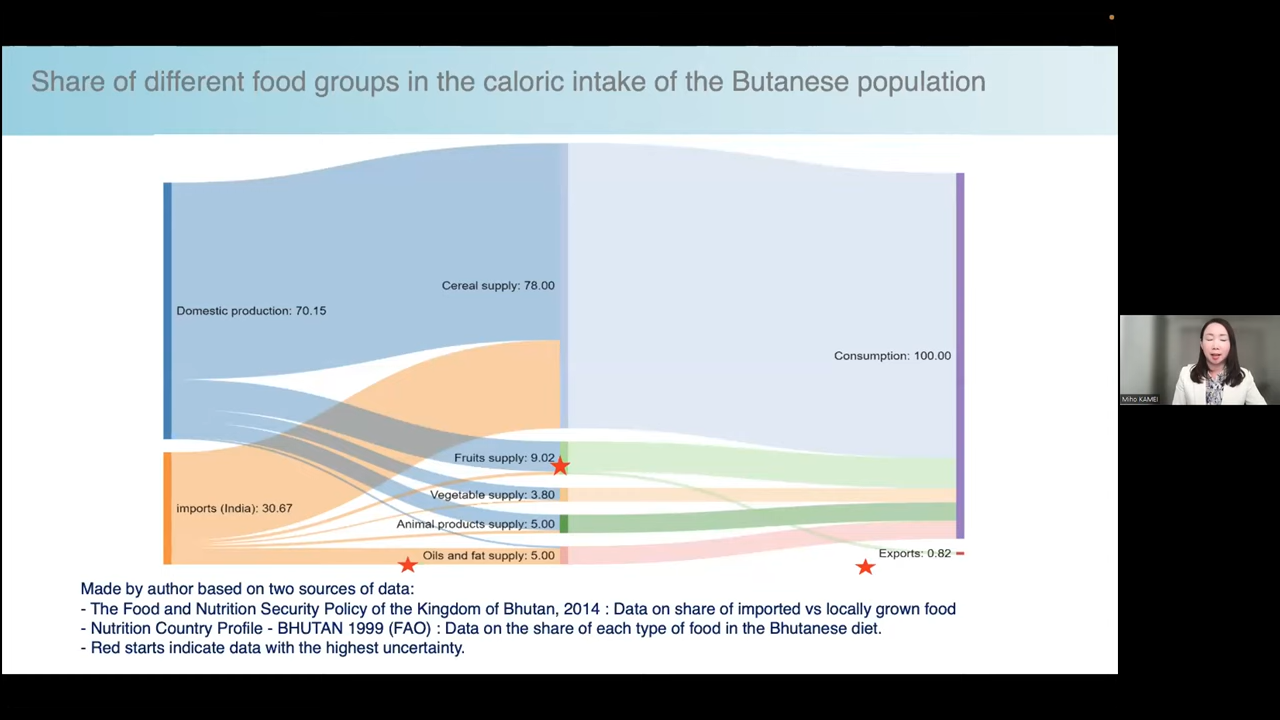 Share of different food groups in the caloric intake of the Butanese population
Cereal supply: 78.00
Domestic production: 70.15
Consumption: 100.00
Fruits supply: 9.02
Vegetable supply: 3.80
imports (India): 30.67
Animal products supply: 5.00
Oils and fat supply: 5.00
Exports: 0.82
Made by author based on two sources of data:
- The Food and Nutrition Security Policy of the Kingdom of Bhutan, 2014 : Data on share of imported vs locally grown food
- Nutrition Country Profile - BHUTAN 1999 (FAO) : Data on the share of each type of food in the Bhutanese diet.
- Red starts indicate data with the highest uncertainty.
Miho KAMEI